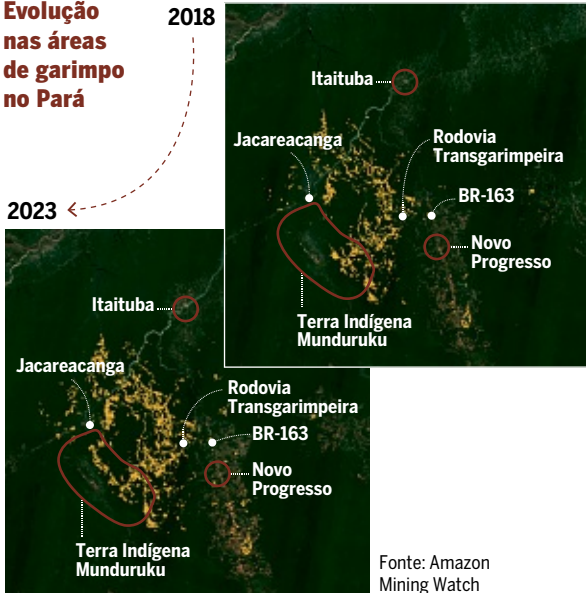 Evolução
nas áreas
de garimpo
no Pará
2018
Itaituba
Jacareacanga
Rodovia
Transgarimpeira
BR-163
Novo
Progresso
Terra Indígena
Munduruku
2023
Itaituba
Jacareacanga
Rodovia
Transgarimpeira
BR-163
Novo
Progresso
Terra Indígena
Munduruku
Fonte: Amazon
Mining Watch